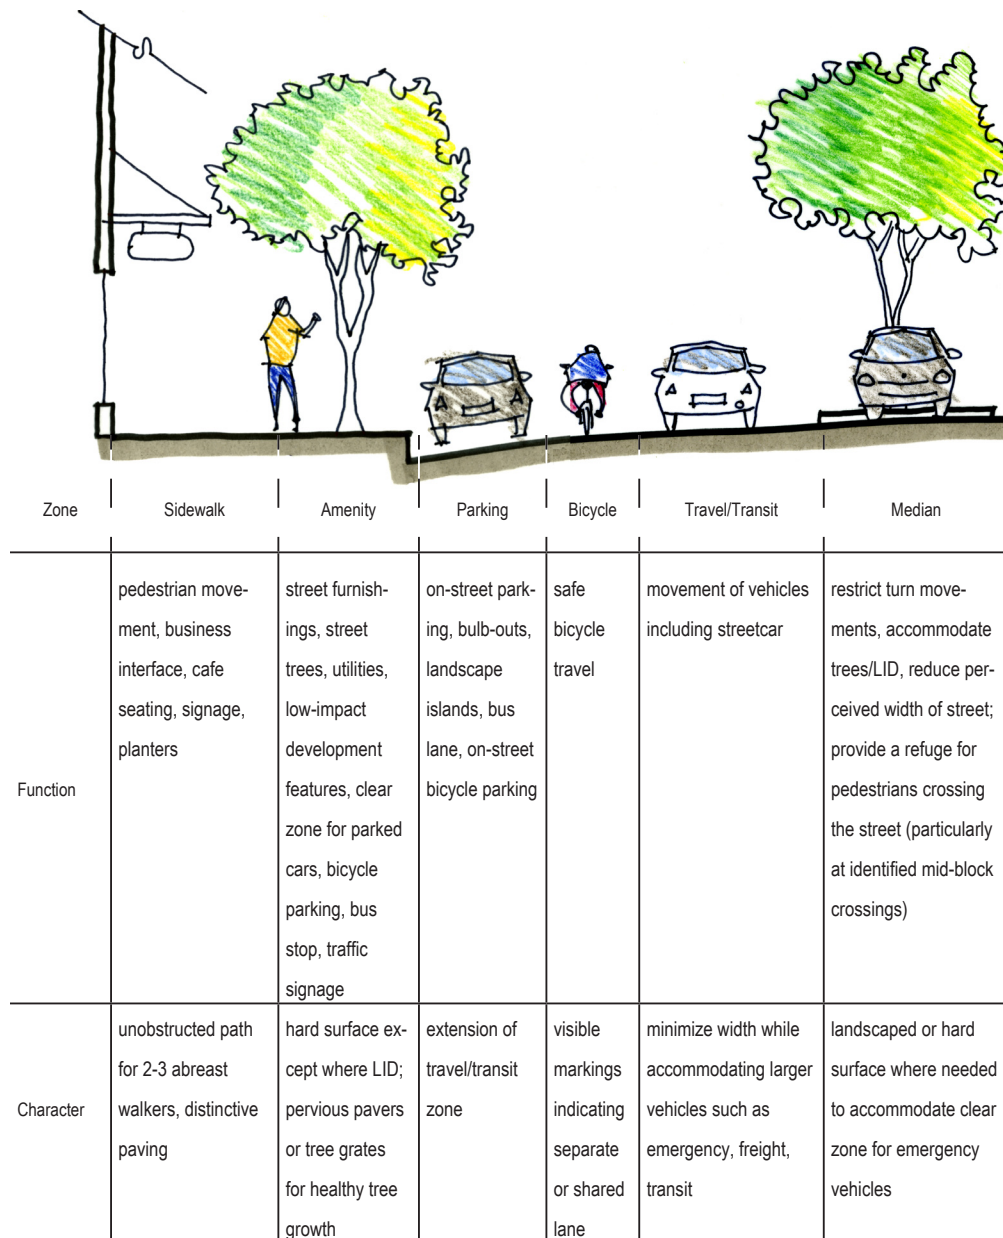 Zone
Sidewalk
Amenity
Parking
Bicycle
Travel/Transit
Median
Function
pedestrian move-
ment, business
interface, cafe
seating, signage,
planters
street furnish-
ings, street
trees, utilities,
low-impact
development
features, clear
zone for parked
cars, bicycle
parking, bus
stop, traffic
signage
on-street park-
ing, bulb-outs,
landscape
islands, bus
lane, on-street
bicycle parking
safe
bicycle
travel
movement of vehicles
including streetcar
restrict turn move-
ments, accommodate
trees/LID, reduce per-
ceived width of street;
provide a refuge for
pedestrians crossing
the street (particularly
at identified mid-block
crossings)
Character
unobstructed path
for 2-3 abreast
walkers, distinctive
paving
hard surface ex-
cept where LID;
pervious pavers
or tree grates
for healthy tree
growth
extension of
travel/transit
zone
visible
markings
indicating
separate
or shared
lane
minimize width while
accommodating larger
vehicles such as
emergency, freight,
transit
landscaped or hard
surface where needed
to accommodate clear
zone for emergency
vehicles